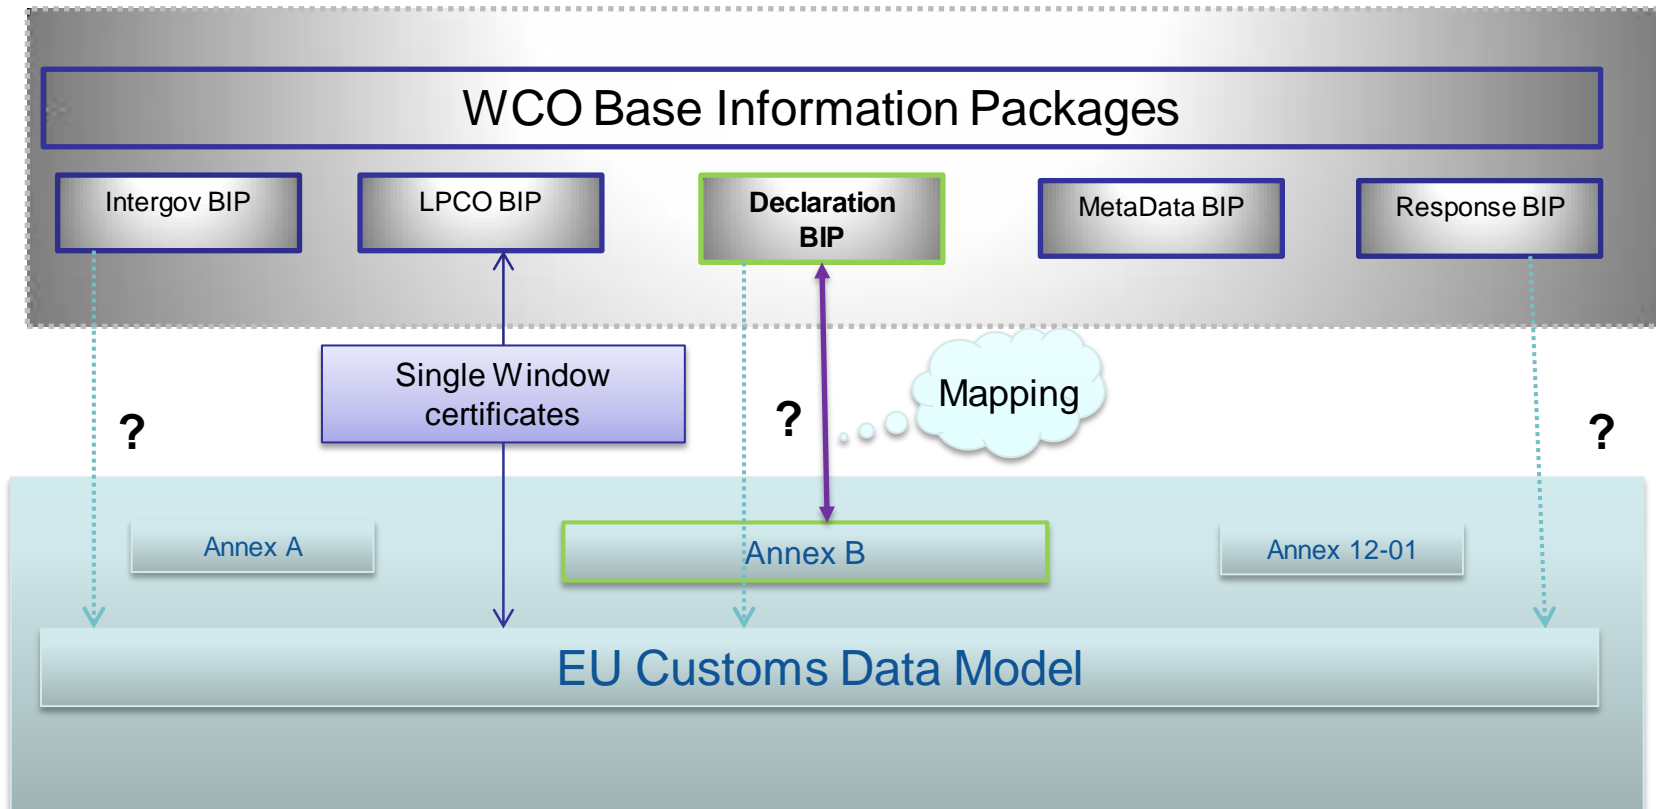 WCO Base Information Packages
Intergov BIP
LPCO BIP
Declaration
BIP
MetaData BIP
Response BIP
Single Window
certificates
Mapping
?
?
?
Annex A
Annex B
Annex 12-01
EU Customs Data Model